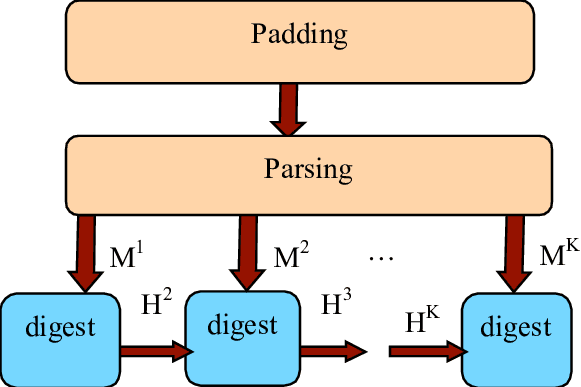 Padding
Parsing
M¹ M² … Mᴷ
H² H³ Hᴷ
digest digest digest